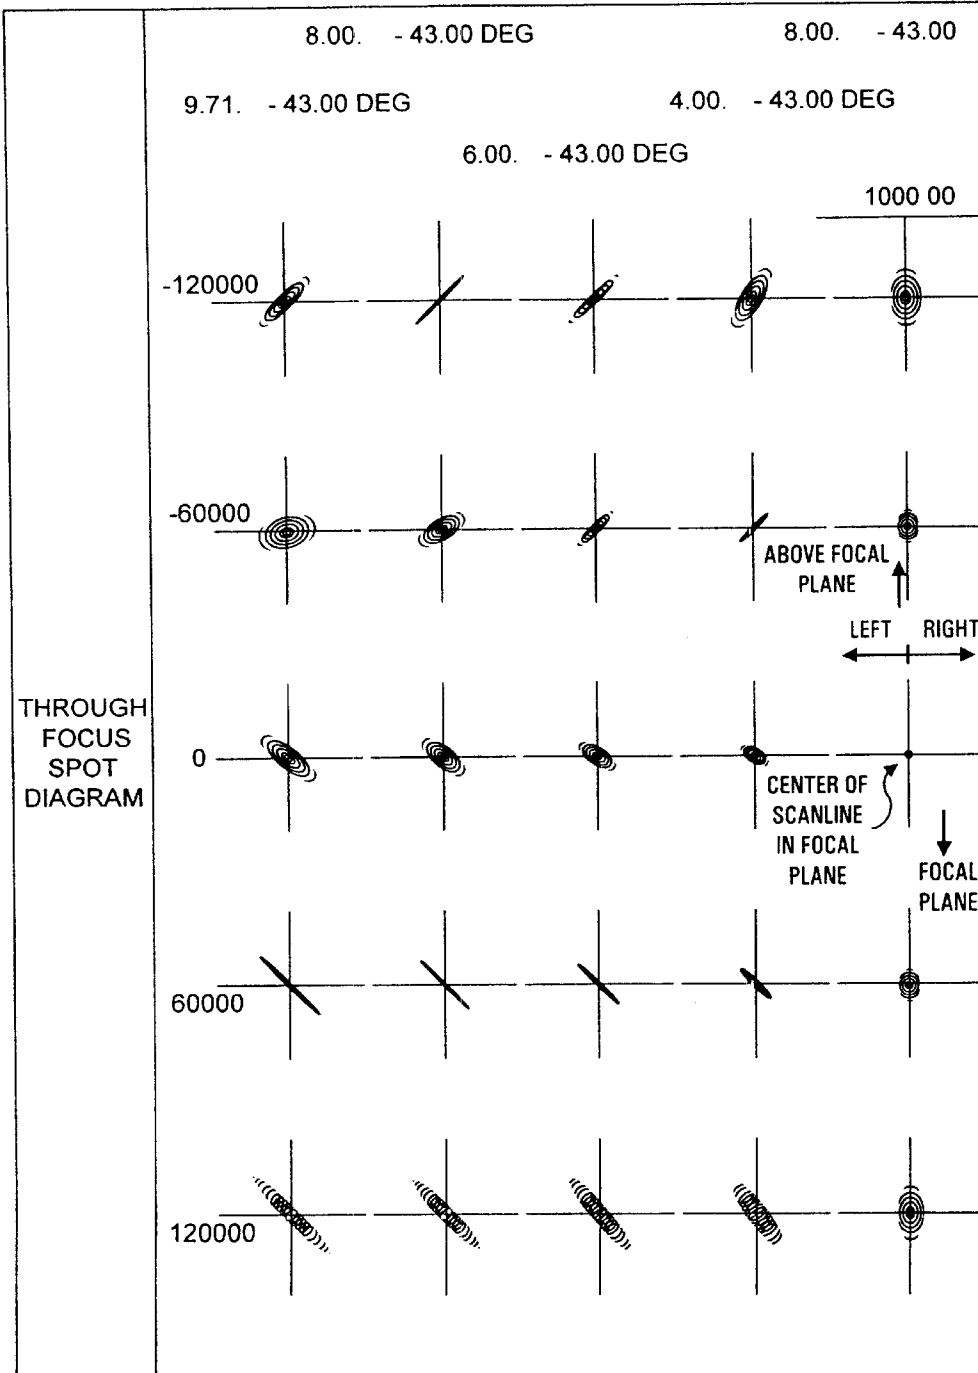 8.00. - 43.00 DEG
8.00. - 43.00
9.71. - 43.00 DEG
4.00. - 43.00 DEG
6.00. - 43.00 DEG
1000 00
-120000
-60000
ABOVE FOCAL
PLANE
LEFT
RIGHT
THROUGH
FOCUS
SPOT
DIAGRAM
0
CENTER OF
SCANLINE
IN FOCAL
PLANE
FOCAL
PLANE
60000
120000